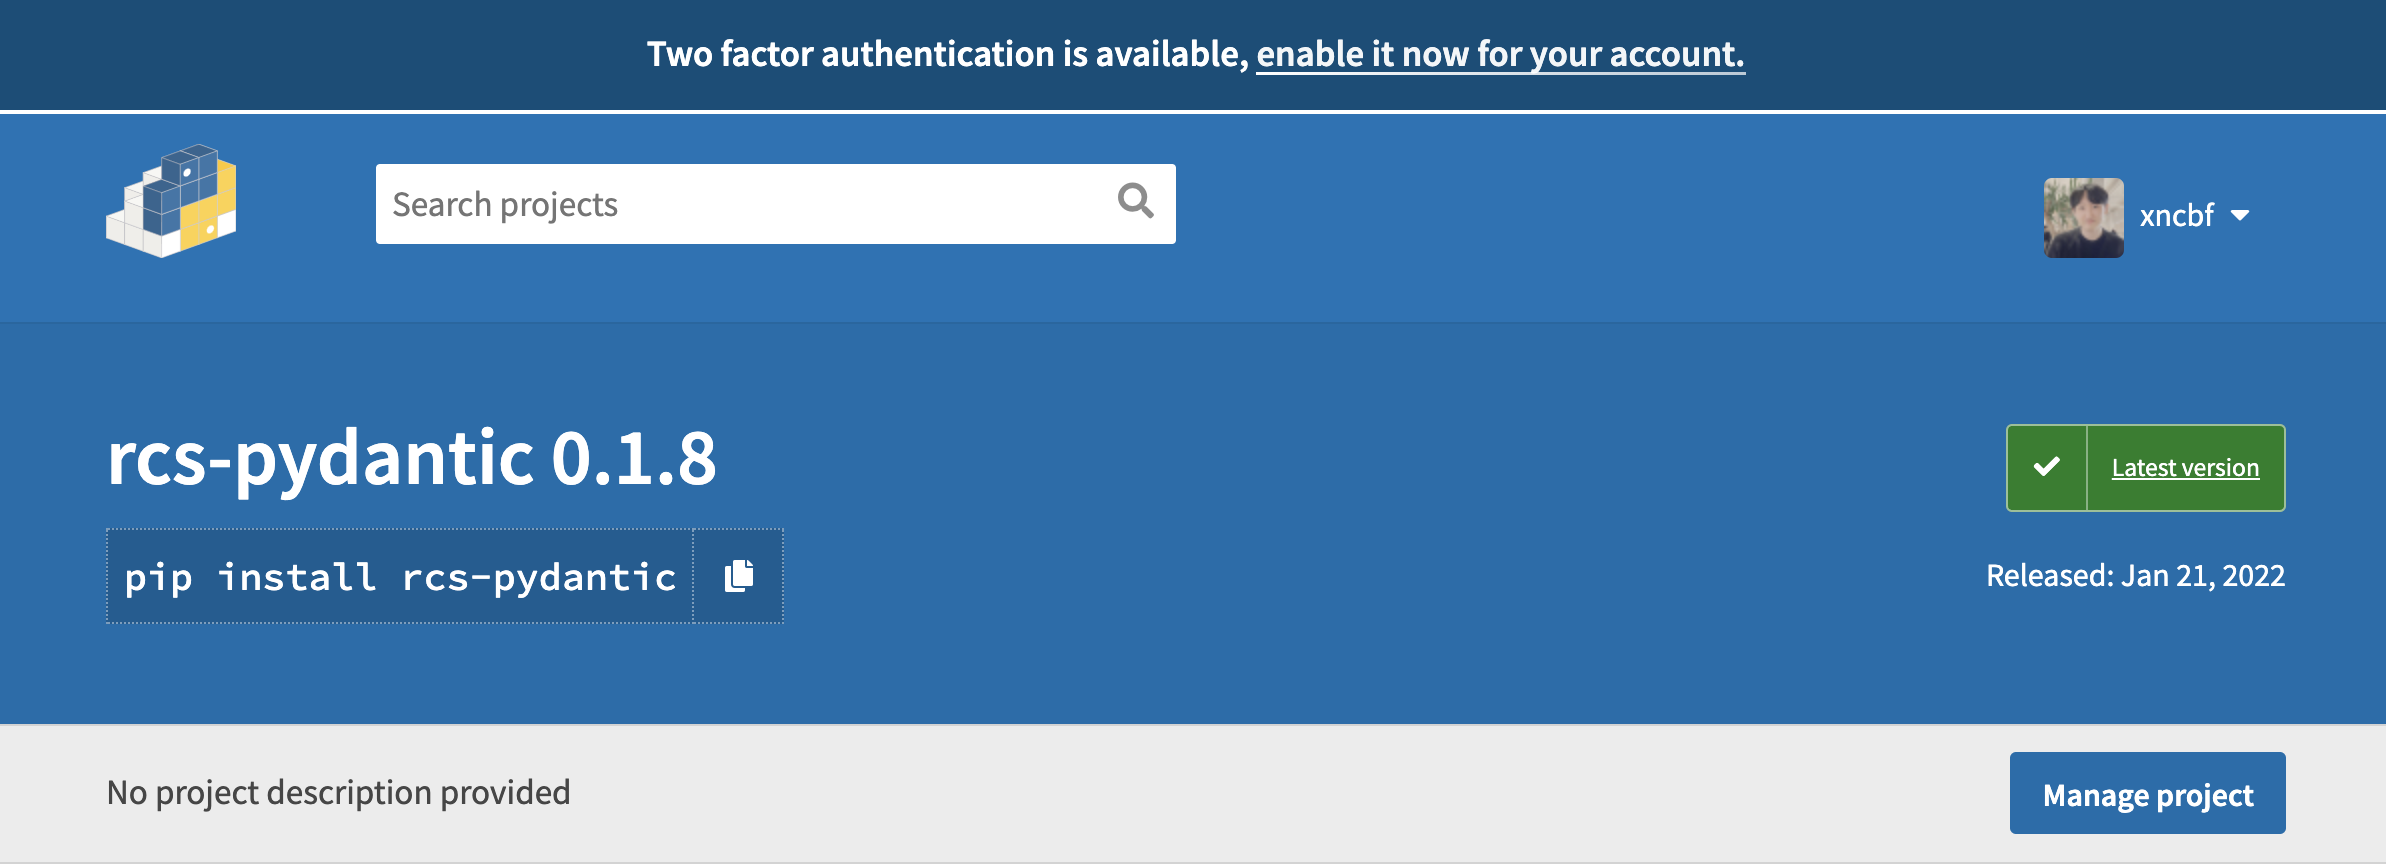 Two factor authentication is available, enable it now for your account.
Search projects
xncbf
rcs-pydantic 0.1.8
Latest version
pip install rcs-pydantic
Released: Jan 21, 2022
No project description provided
Manage project